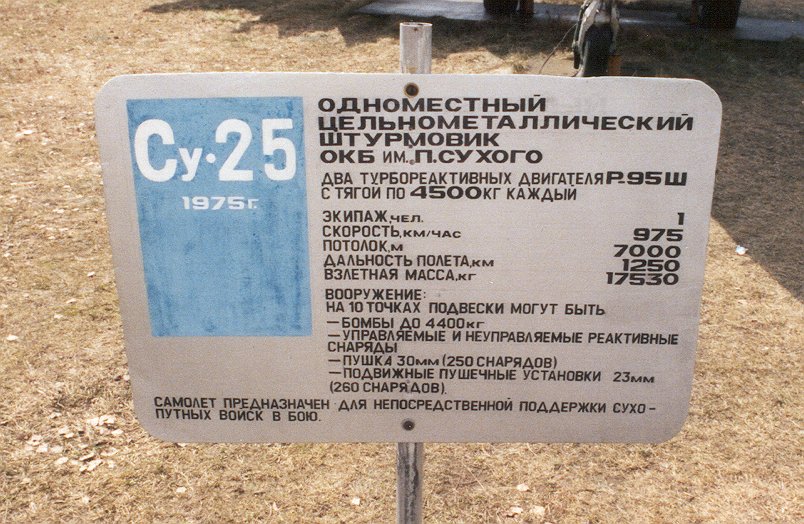 Су-25
1975г.
ОДНОМЕСТНЫЙ
ЦЕЛЬНОМЕТАЛЛИЧЕСКИЙ
ШТУРМОВИК
ОКБ ИМ. П.СУХОГО
ДВА ТУРБОРЕАКТИВНЫХ ДВИГАТЕЛЯ Р-95Ш
С ТЯГОЙ ПО 4500КГ КАЖДЫЙ
ЭКИПАЖ,ЧЕЛ. 1
СКОРОСТЬ,КМ/ЧАС 975
ПОТОЛОК,М 7000
ДАЛЬНОСТЬ ПОЛЕТА,КМ 1250
ВЗЛЕТНАЯ МАССА,КГ 17530
ВООРУЖЕНИЕ:
НА 10 ТОЧКАХ ПОДВЕСКИ МОГУТ БЫТЬ
—БОМБЫ ДО 4400КГ
—УПРАВЛЯЕМЫЕ И НЕУПРАВЛЯЕМЫЕ РЕАКТИВНЫЕ
СНАРЯДЫ
—ПУШКА 30ММ (250 СНАРЯДОВ)
—ПОДВИЖНЫЕ ПУШЕЧНЫЕ УСТАНОВКИ 23ММ
(260 СНАРЯДОВ).
САМОЛЕТ ПРЕДНАЗНАЧЕН ДЛЯ НЕПОСРЕДСТВЕННОЙ ПОДДЕРЖКИ СУХО-
ПУТНЫХ ВОЙСК В БОЮ.